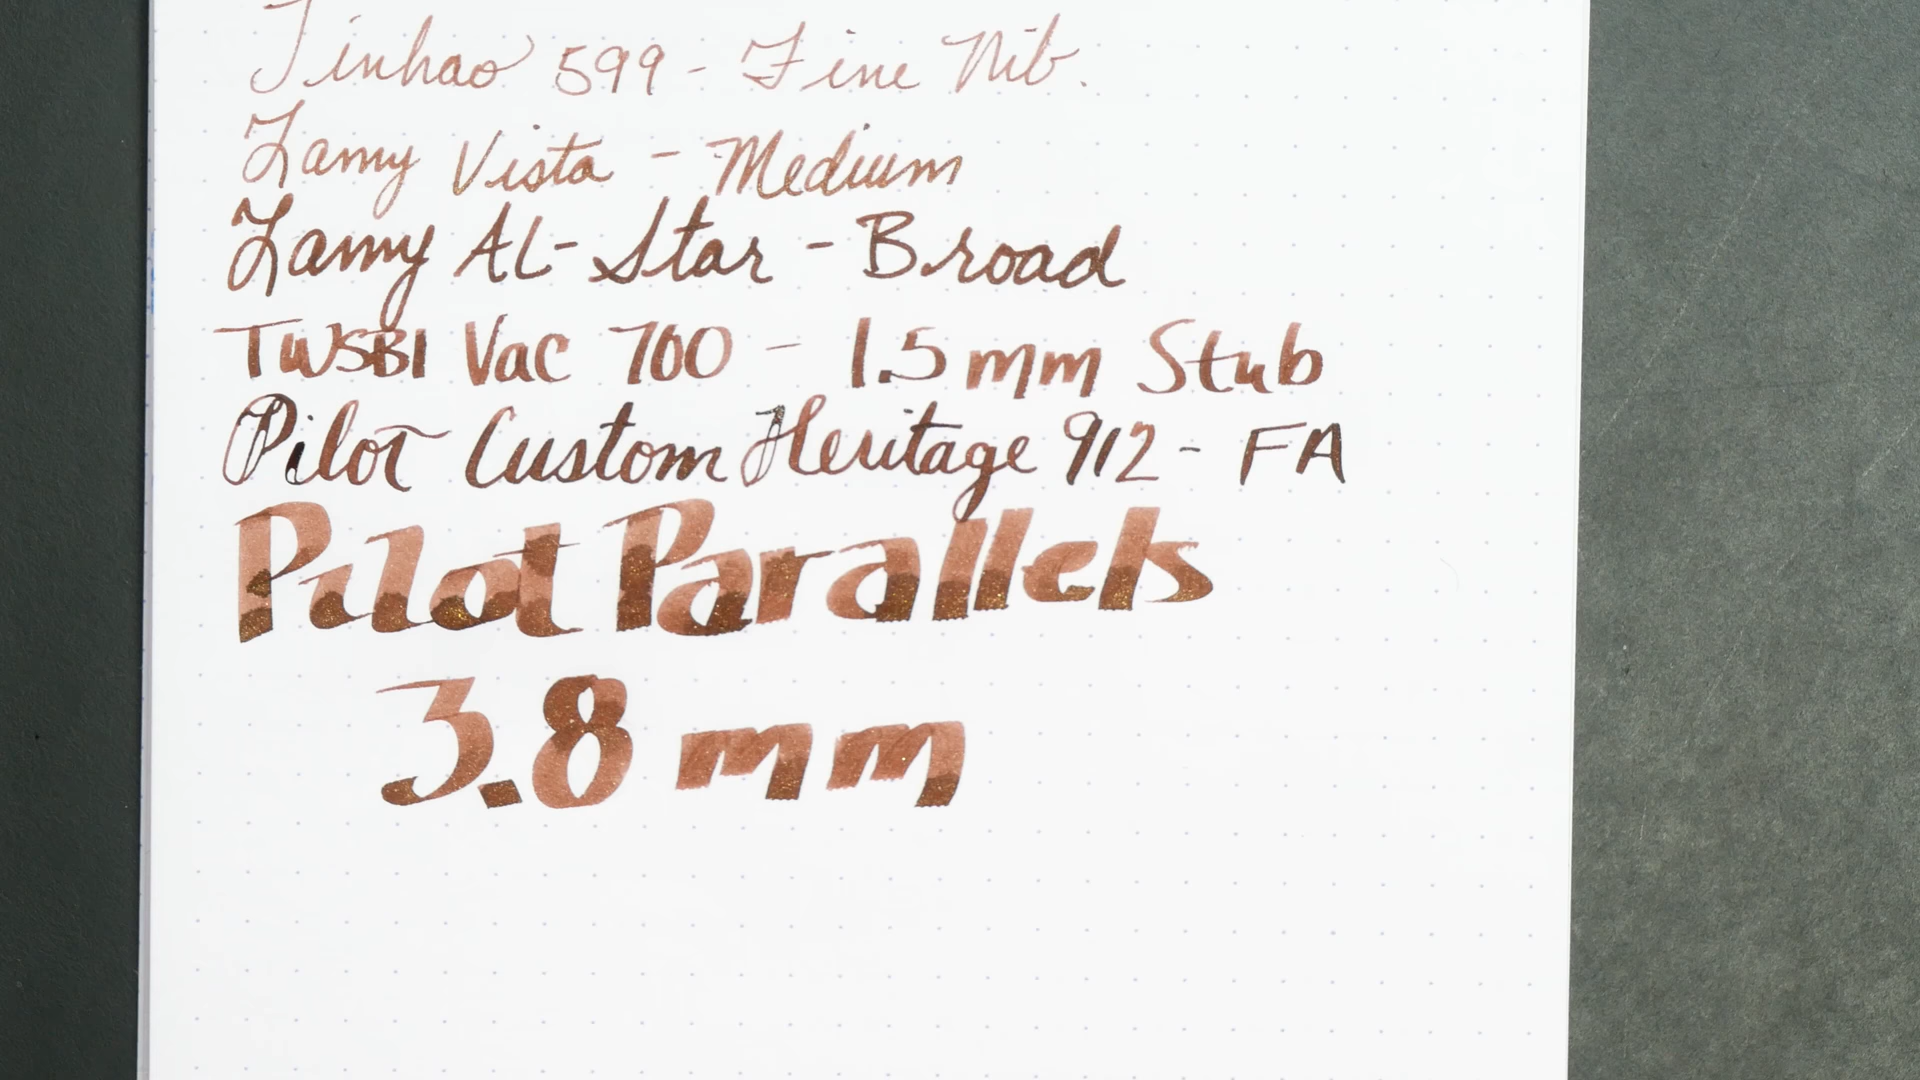 Jinhao 599 - Fine Nib.
Lamy Vista - Medium
Lamy AL-Star - Broad
TWSBI Vac 700 - 1.5mm Stub
Pilot Custom Heritage 912 - FA
Pilot Parallels
3.8 mm